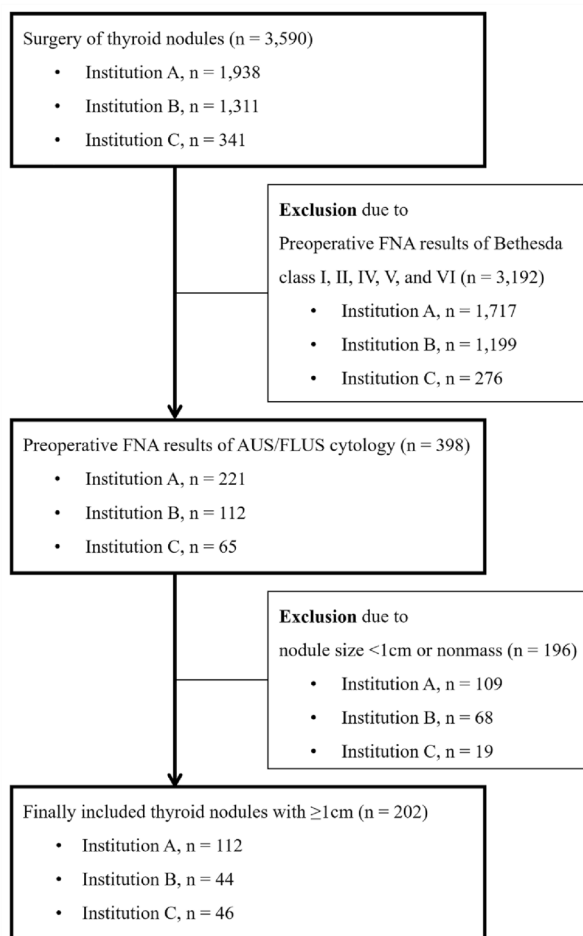 Surgery of thyroid nodules (n = 3,590)
• Institution A, n = 1,938
• Institution B, n = 1,311
• Institution C, n = 341
Exclusion due to
Preoperative FNA results of Bethesda
class I, II, IV, V, and VI (n = 3,192)
• Institution A, n = 1,717
• Institution B, n = 1,199
• Institution C, n = 276
Preoperative FNA results of AUS/FLUS cytology (n = 398)
• Institution A, n = 221
• Institution B, n = 112
• Institution C, n = 65
Exclusion due to
nodule size <1cm or nonmass (n = 196)
• Institution A, n = 109
• Institution B, n = 68
• Institution C, n = 19
Finally included thyroid nodules with ≥1cm (n = 202)
• Institution A, n = 112
• Institution B, n = 44
• Institution C, n = 46